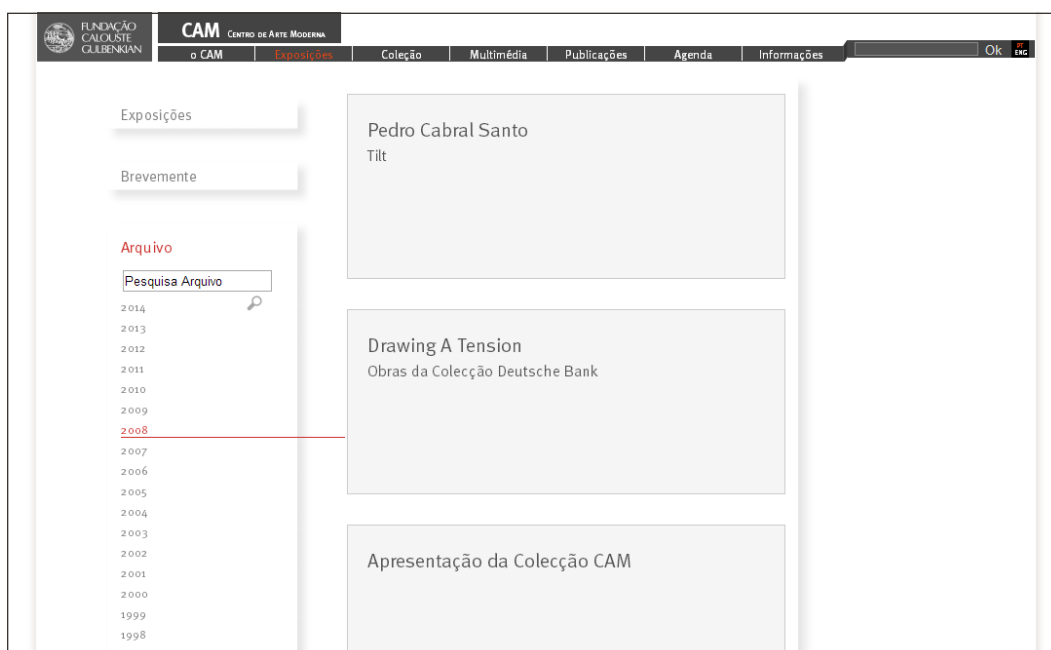 FUNDAÇÃO
CALOUSTE
GULBENKIAN
CAM CENTRO DE ARTE MODERNA
o CAM
Exposições
Coleção
Multimédia
Publicações
Agenda
Informações
Ok
PT
ENG
Exposições
Brevemente
Arquivo
Pesquisa Arquivo
2014
2013
2012
2011
2010
2009
2008
2007
2006
2005
2004
2003
2002
2001
2000
1999
1998
Pedro Cabral Santo
Tilt
Drawing A Tension
Obras da Colecção Deutsche Bank
Apresentação da Colecção CAM